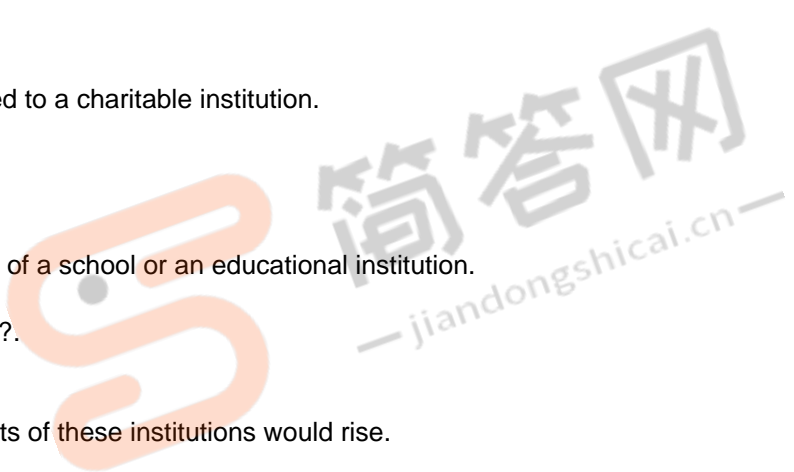 ed to a charitable institution.
简答网
of a school or an educational institution.
— jiandongshicai.cn —
?.
ts of these institutions would rise.